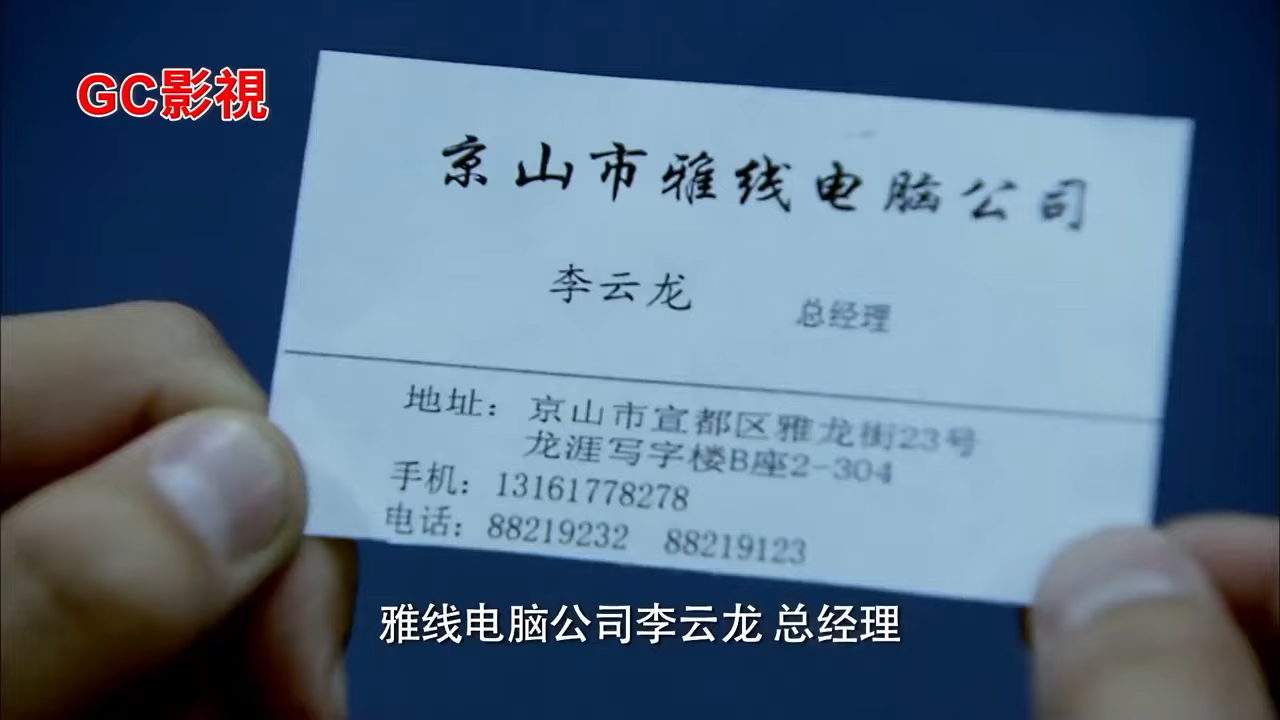 GC影視
京山市雅线电脑公司
李云龙 总经理
地址：京山市宣都区雅龙街23号
龙涯写字楼B座2-304
手机：13161778278
电话：88219232 88219123
雅线电脑公司李云龙 总经理